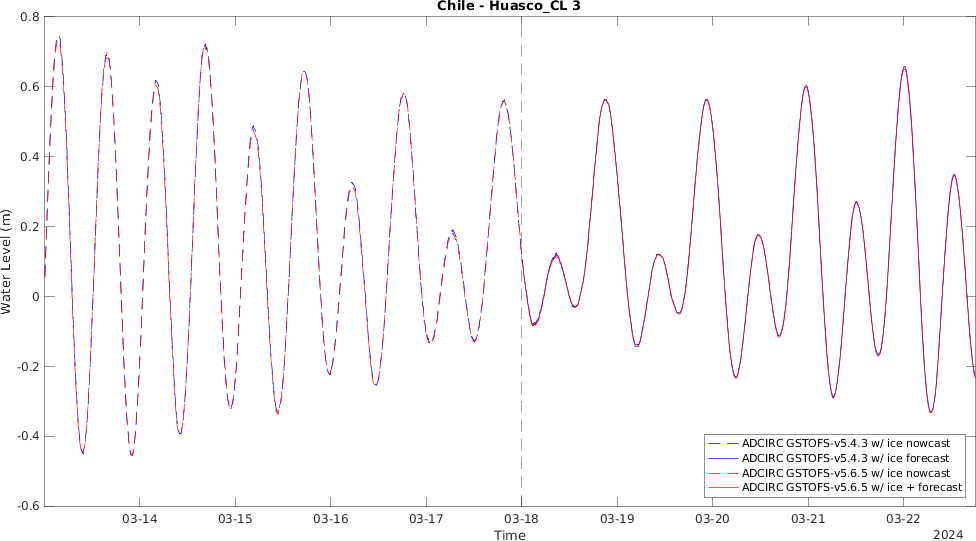 Chile - Huasco_CL 3
Water Level (m)
0.8
0.6
0.4
0.2
0
-0.2
-0.4
-0.6
03-14
03-15
03-16
03-17
03-18
03-19
03-20
03-21
03-22
Time
2024
ADCIRC GSTOFS-v5.4.3 w/ ice nowcast
ADCIRC GSTOFS-v5.4.3 w/ ice forecast
ADCIRC GSTOFS-v5.6.5 w/ ice nowcast
ADCIRC GSTOFS-v5.6.5 w/ ice + forecast